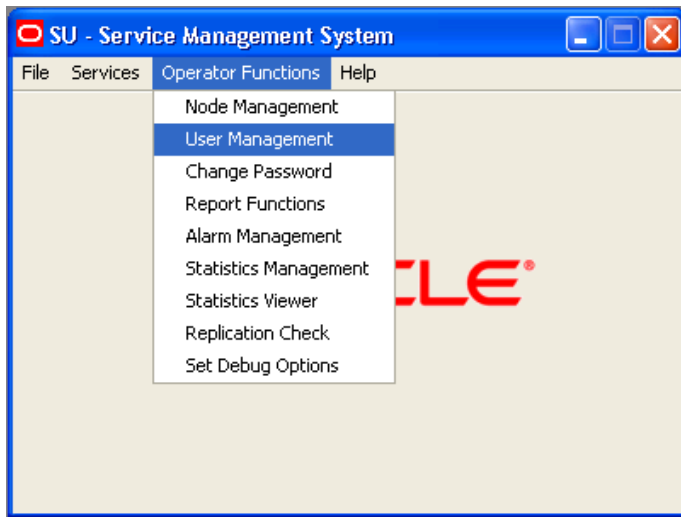 SU - Service Management System
File Services Operator Functions Help
Node Management
User Management
Change Password
Report Functions
Alarm Management
Statistics Management
CLE®
Statistics Viewer
Replication Check
Set Debug Options